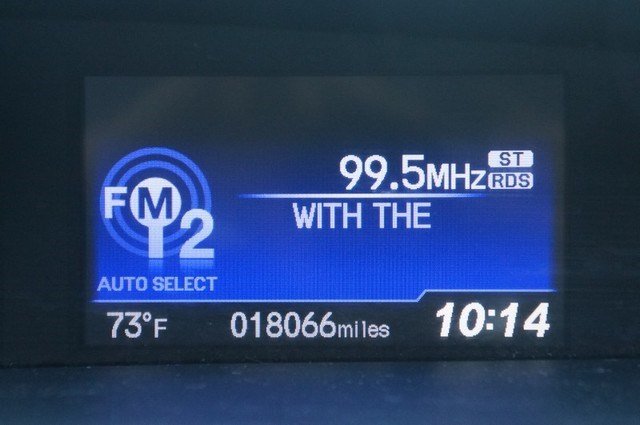 99.5MHz ST
RDS
FM 2
WITH THE
AUTO SELECT
73°F 018066miles 10:14